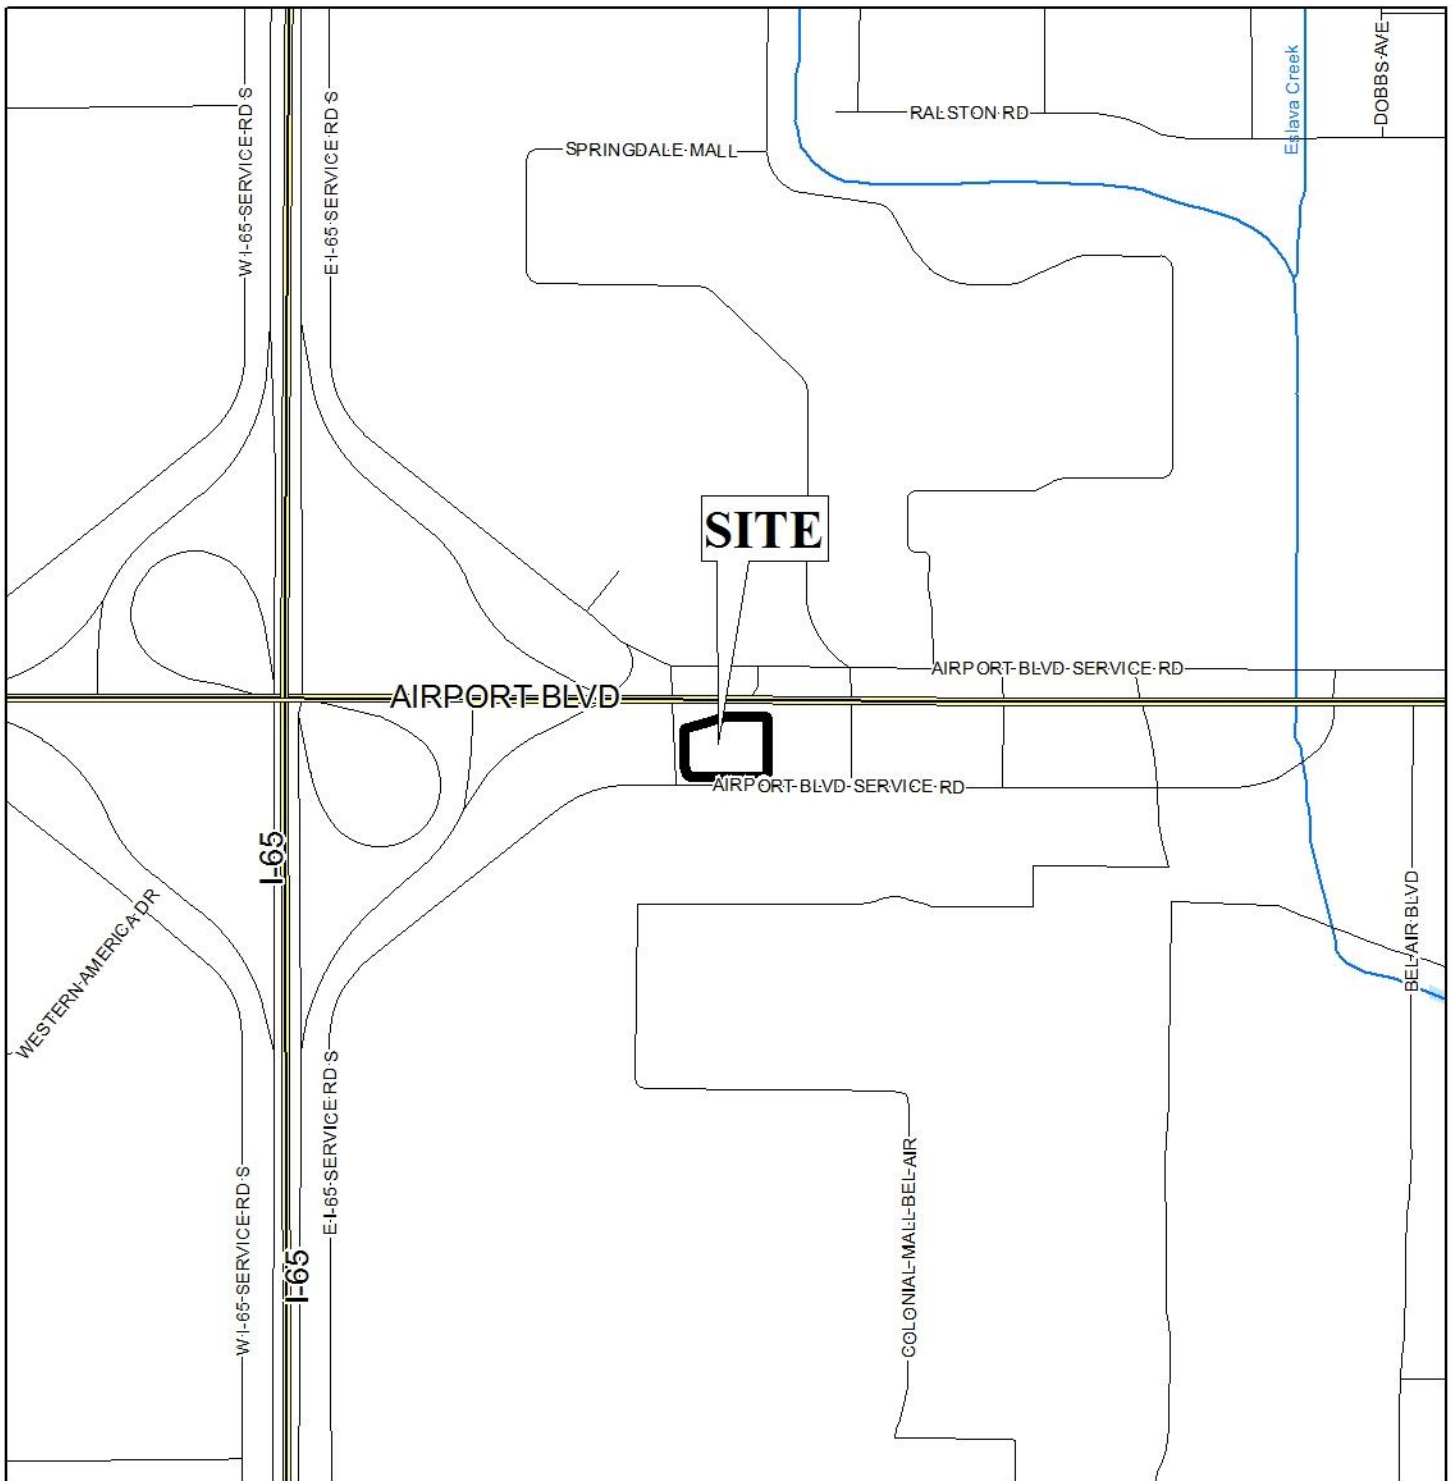 W I-65 SERVICE RD S
E I-65 SERVICE RD S
Eslava Creek
DOBBS AVE
RALSTON RD
SPRINGDALE MALL
SITE
AIRPORT BLVD SERVICE RD
AIRPORT BLVD
AIRPORT BLVD SERVICE RD
I-65
WESTERN AMERICA DR
BEL AIR BLVD
E I-65 SERVICE RD S
W I-65 SERVICE RD S
I-65
COLONIAL MALL BEL AIR